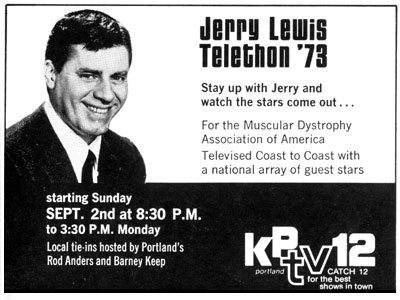 Jerry Lewis
Telethon '73
Stay up with Jerry and
watch the stars come out...
For the Muscular Dystrophy
Association of America
Televised Coast to Coast with
a national array of guest stars
starting Sunday
SEPT. 2nd at 8:30 P.M.
to 3:30 P.M. Monday
Local tie-ins hosted by Portland's
Rod Anders and Barney Keep
KPtv12
portland
CATCH 12
for the best
shows in town